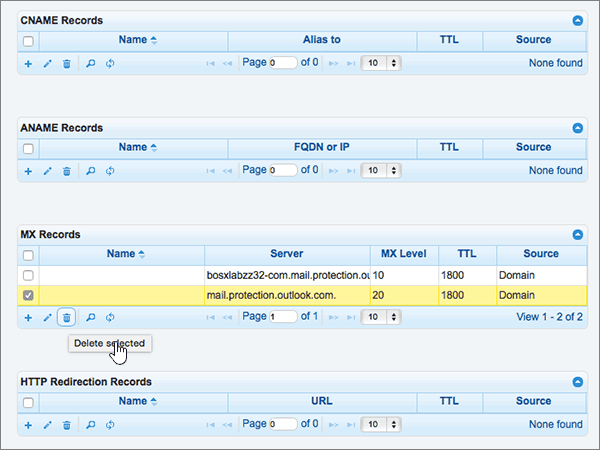 CNAME Records
Name Alias to TTL Source
Page 0 of 0 10 None found
ANAME Records
Name FQDN or IP TTL Source
Page 0 of 0 10 None found
MX Records
Name Server MX Level TTL Source
bosxlabzz32-com.mail.protection.ou 10 1800 Domain
mail.protection.outlook.com. 20 1800 Domain
Page 1 of 1 10 View 1 - 2 of 2
Delete selected
HTTP Redirection Records
Name URL TTL Source
Page 0 of 0 10 None found